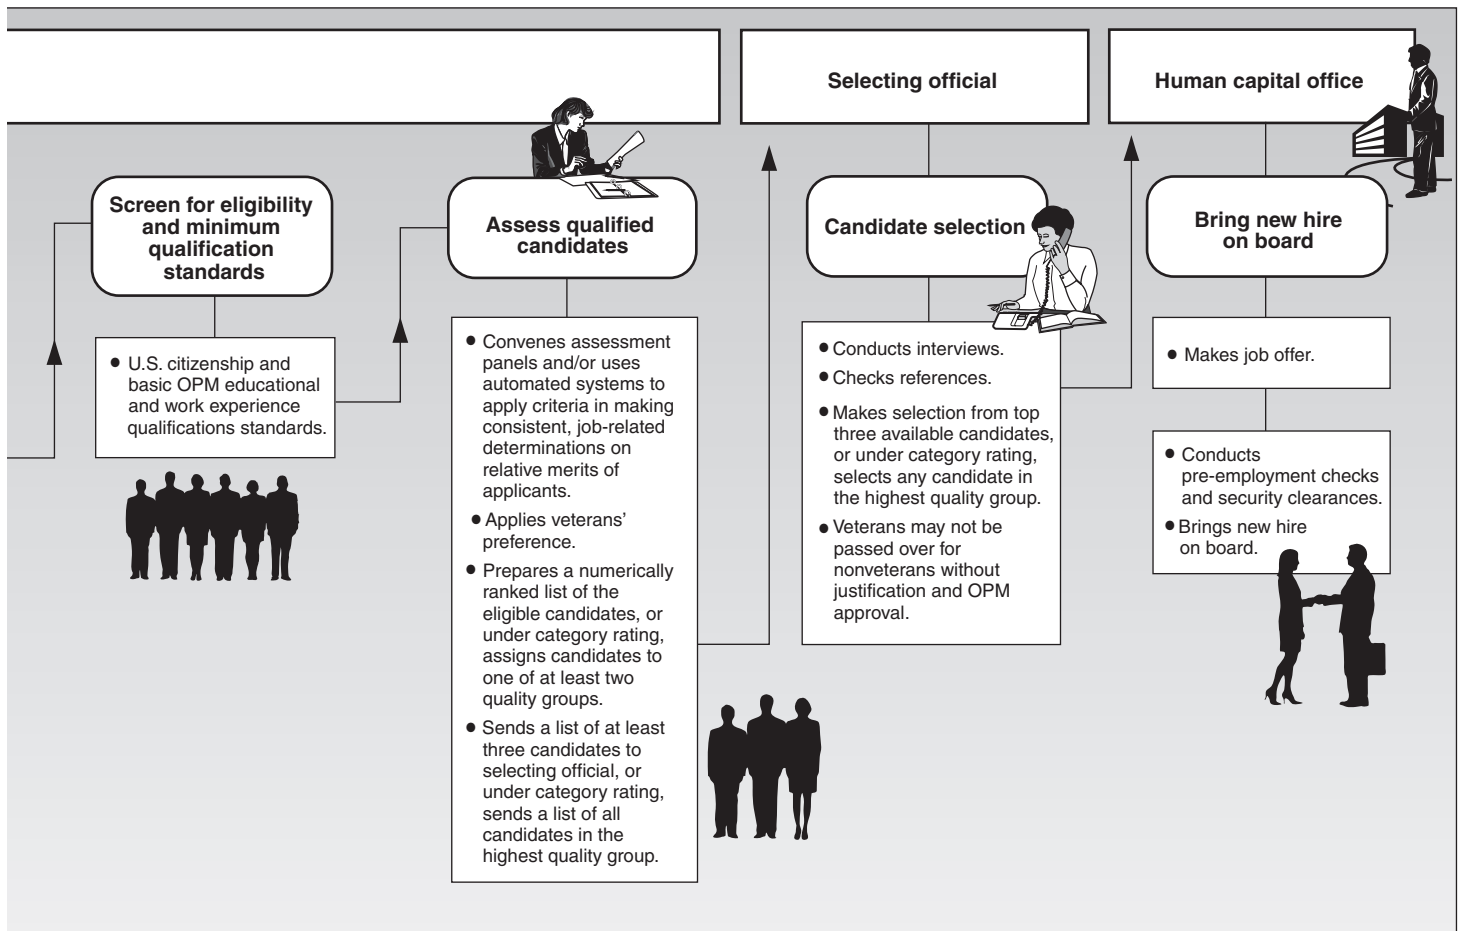 Selecting official
Human capital office
Screen for eligibility
and minimum
qualification
standards
Assess qualified
candidates
Candidate selection
Bring new hire
on board
● U.S. citizenship and
basic OPM educational
and work experience
qualifications standards.
● Convenes assessment
panels and/or uses
automated systems to
apply criteria in making
consistent, job-related
determinations on
relative merits of
applicants.
● Applies veterans’
preference.
● Prepares a numerically
ranked list of the
eligible candidates, or
under category rating,
assigns candidates to
one of at least two
quality groups.
● Sends a list of at least
three candidates to
selecting official, or
under category rating,
sends a list of all
candidates in the
highest quality group.
● Conducts interviews.
● Checks references.
● Makes selection from top
three available candidates,
or under category rating,
selects any candidate in
the highest quality group.
● Veterans may not be
passed over for
nonveterans without
justification and OPM
approval.
● Makes job offer.
● Conducts
pre-employment checks
and security clearances.
● Brings new hire
on board.